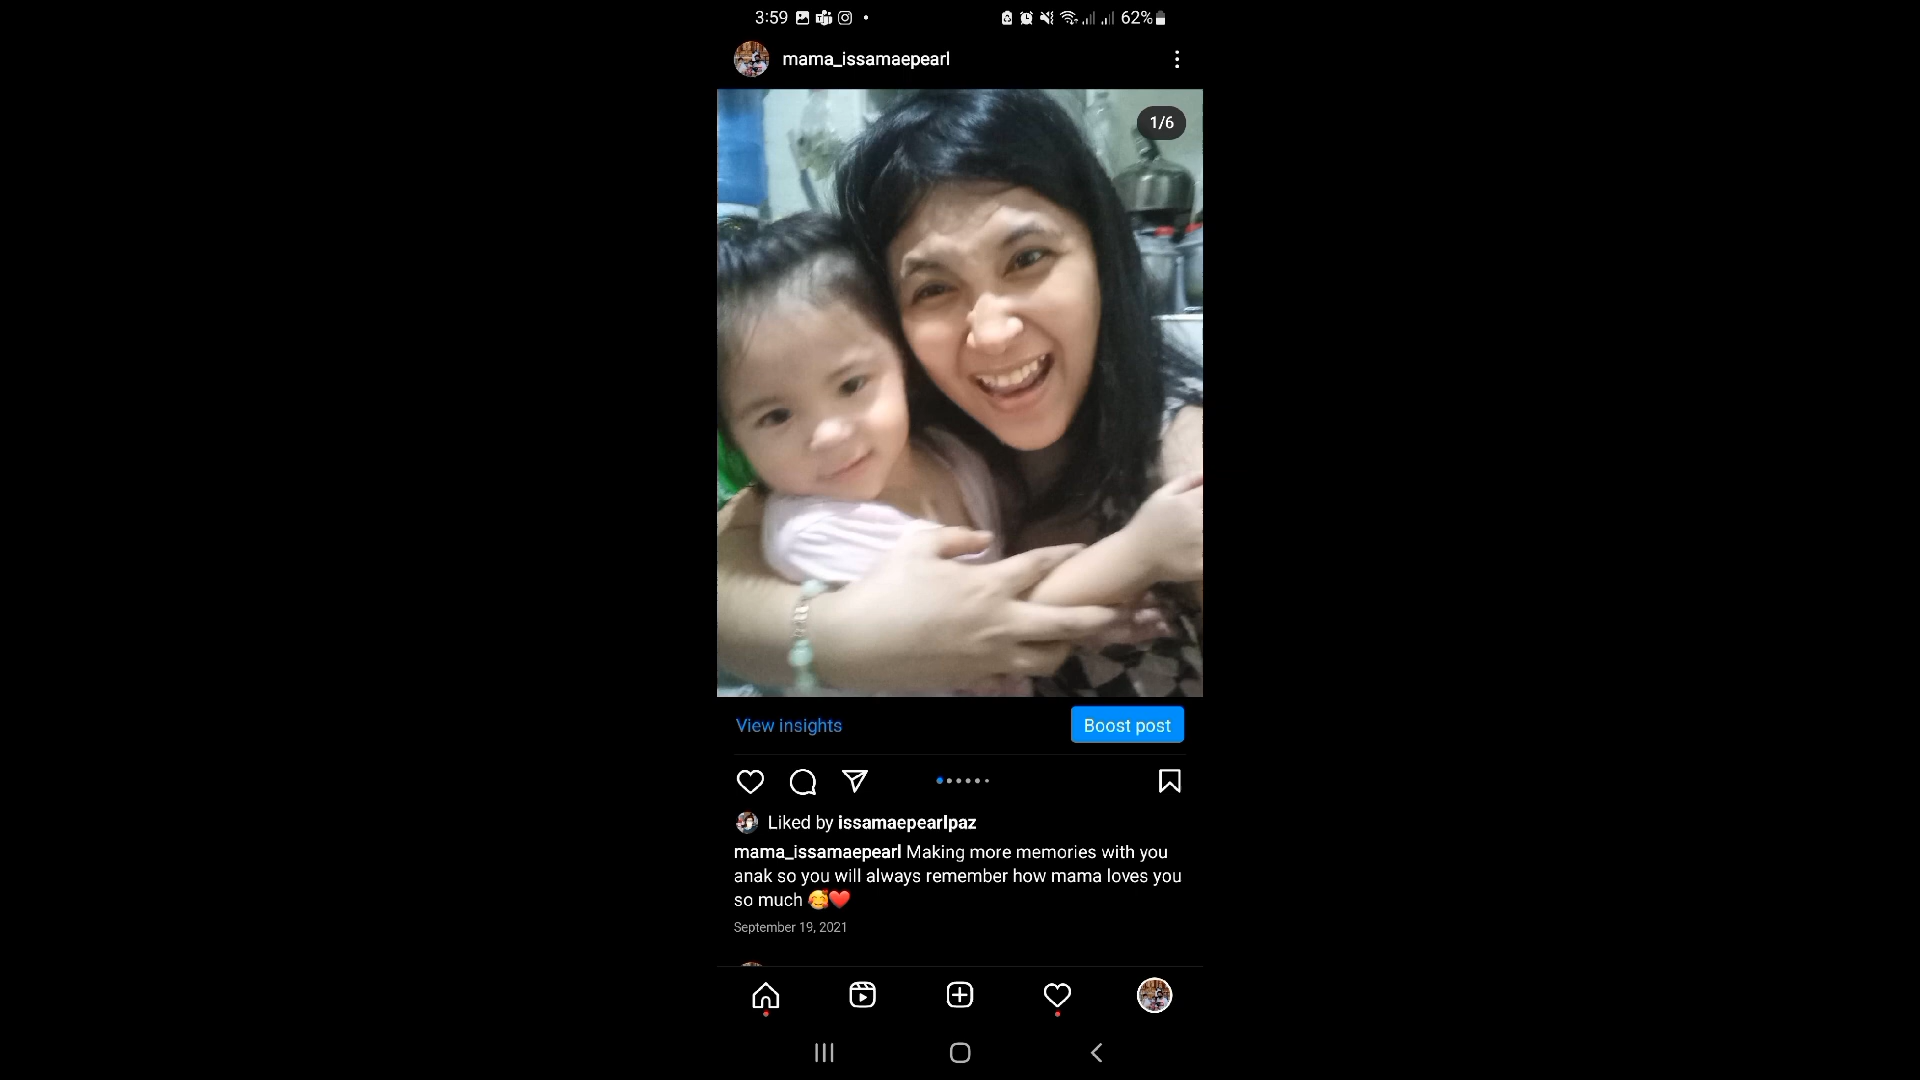 3:59 62%
mama_issamaepearl
1/6
View insights Boost post
Liked by issamaepearlpaz
mama_issamaepearl Making more memories with you
anak so you will always remember how mama loves you
so much 🥰❤️
September 19, 2021